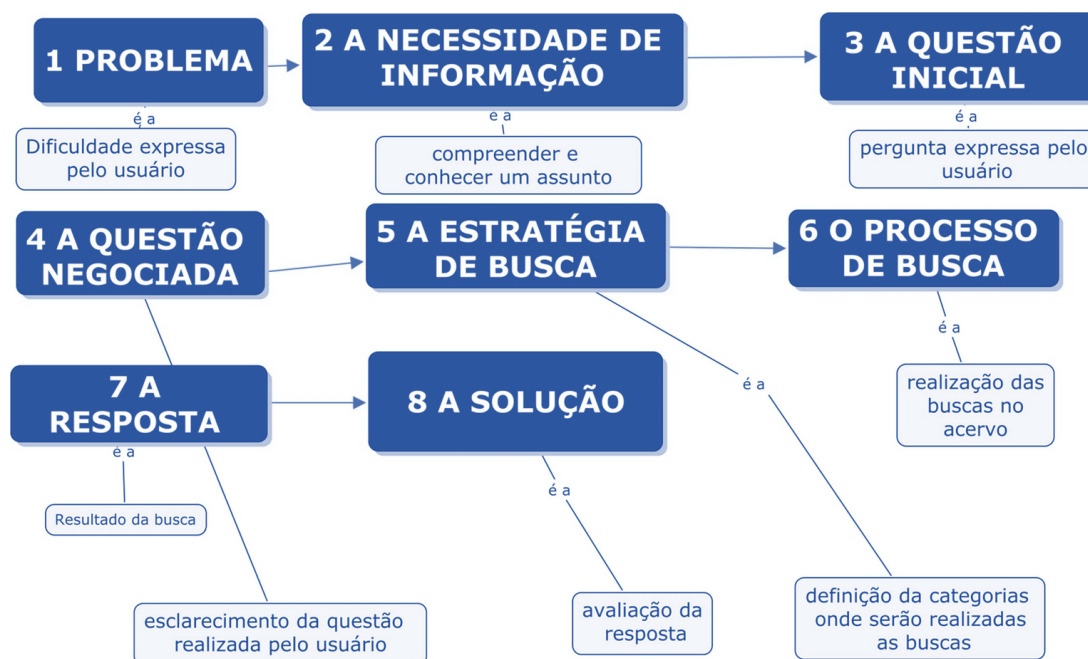 1 PROBLEMA
2 A NECESSIDADE DE
INFORMAÇÃO
3 A QUESTÃO
INICIAL
é a
é a
é a
Dificuldade expressa
pelo usuário
compreender e
conhecer um assunto
pergunta expressa pelo
usuário
4 A QUESTÃO
NEGOCIADA
5 A ESTRATÉGIA
DE BUSCA
6 O PROCESSO
DE BUSCA
é a
realização das
buscas no
acervo
7 A
RESPOSTA
8 A SOLUÇÃO
é a
é a
é a
Resultado da busca
esclarecimento da questão
realizada pelo usuário
avaliação da
resposta
definição da categorias
onde serão realizadas
as buscas